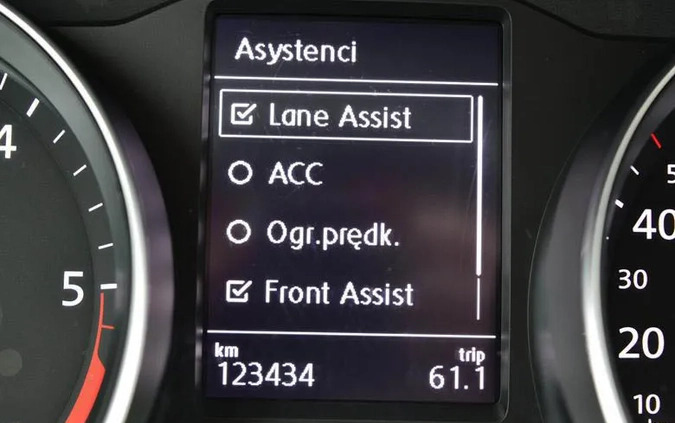 Asystenci
Lane Assist
ACC
Ogr.prędk.
Front Assist
km
trip
123434
61.1
4
5
40
30
20
10